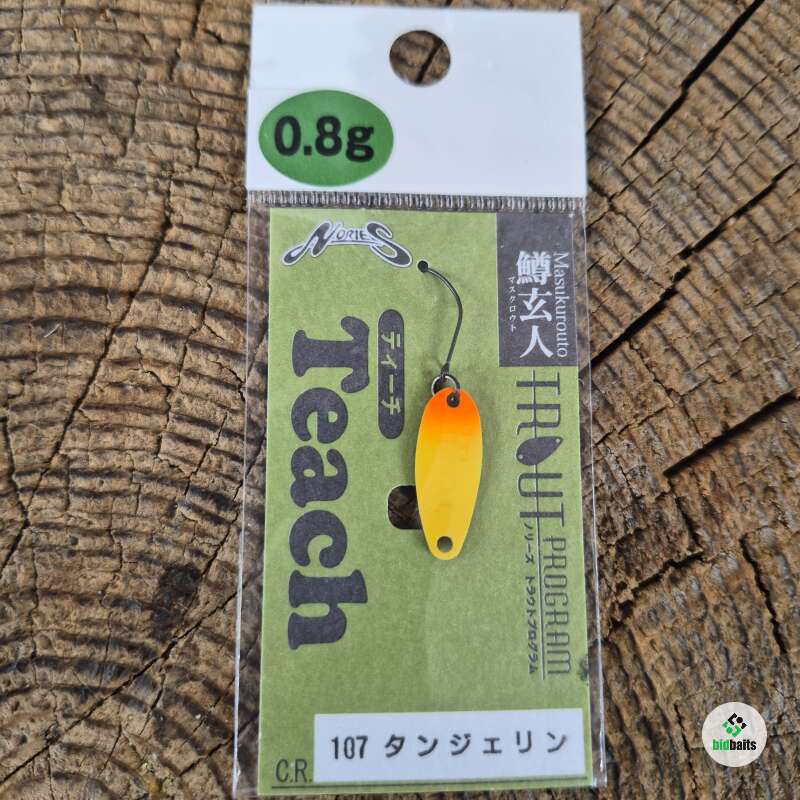 0.8g
NORIES
Masukurouto
鱒玄人
マスクロウト
ティーチ
Teach
TROUT PROGRAM
ノリーズ トラウトプログラム
C.R. 107 タンジェリン
bidbaits